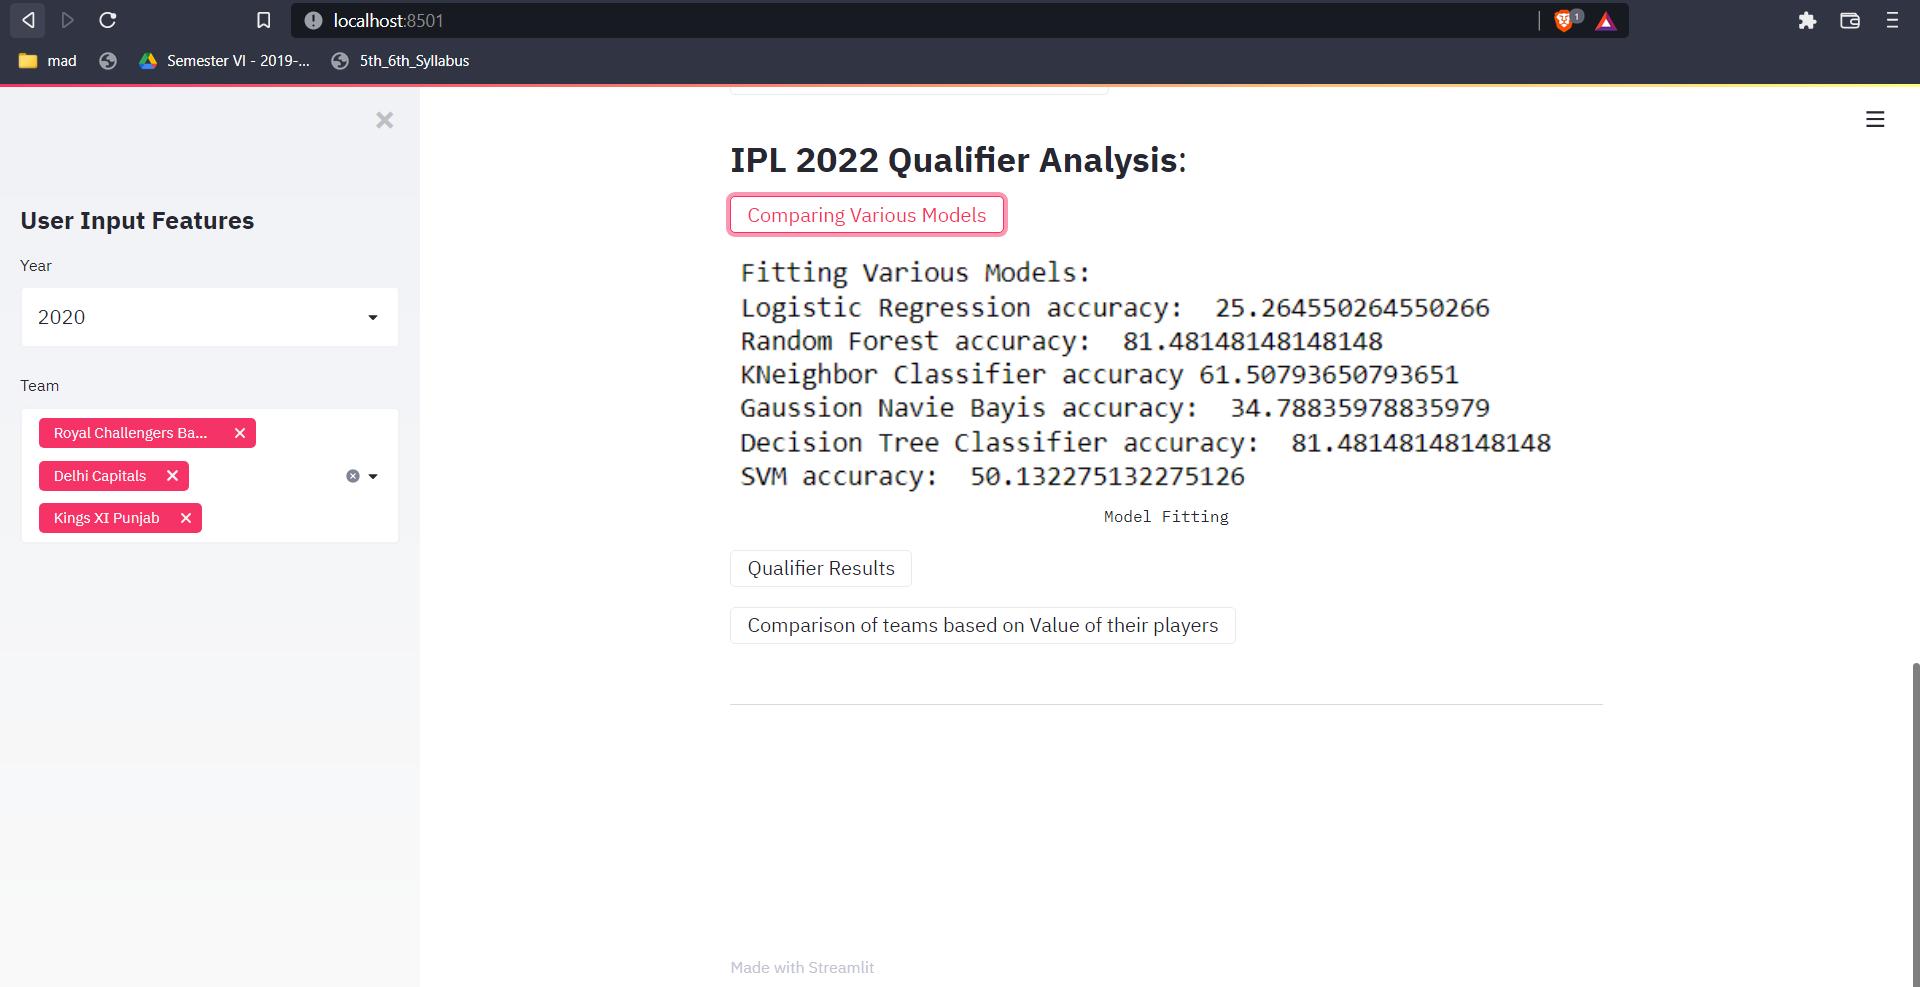 localhost:8501
1
mad
Semester VI - 2019-...
5th_6th_Syllabus
User Input Features
Year
2020
Team
Royal Challengers Ba...
Delhi Capitals
Kings XI Punjab
IPL 2022 Qualifier Analysis:
Comparing Various Models
Fitting Various Models:
Logistic Regression accuracy:  25.264550264550266
Random Forest accuracy:  81.48148148148148
KNeighbor Classifier accuracy 61.50793650793651
Gaussion Navie Bayis accuracy:  34.78835978835979
Decision Tree Classifier accuracy:  81.48148148148148
SVM accuracy:  50.132275132275126
Model Fitting
Qualifier Results
Comparison of teams based on Value of their players
Made with Streamlit